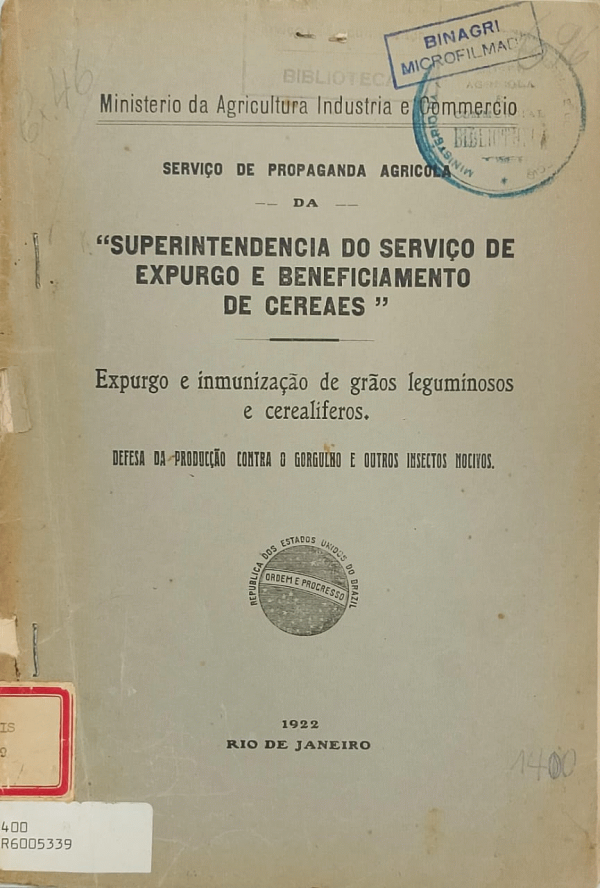 BINAGRI
BIBLIOTECA
Ministerio da Agricultura Industria e Commercio
SERVIÇO DE PROPAGANDA AGRICOLA
DA
“SUPERINTENDENCIA DO SERVIÇO DE
EXPURGO E BENEFICIAMENTO
DE CEREAES”
Expurgo e inmunização de grãos leguminosos
e cerealiferos.
DEFESA DA PRODUCÇÃO CONTRA O GORGULHO E OUTROS INSECTOS NOCIVOS.
REPUBLICA DOS ESTADOS UNIDOS DO BRAZIL
ORDEM E PROGRESSO
1922
RIO DE JANEIRO
1400
400
R6005339